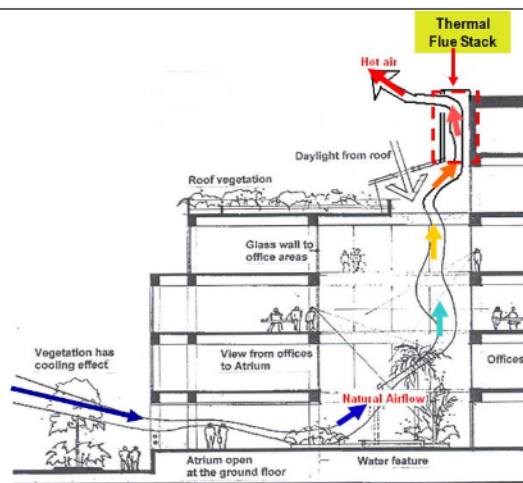 Thermal
Flue Stack
Hot air
Daylight from roof
Roof vegetation
Glass wall to
office areas
Vegetation has
cooling effect
View from offices
to Atrium
Offices
Natural Airflow
Atrium open
at the ground floor
Water feature